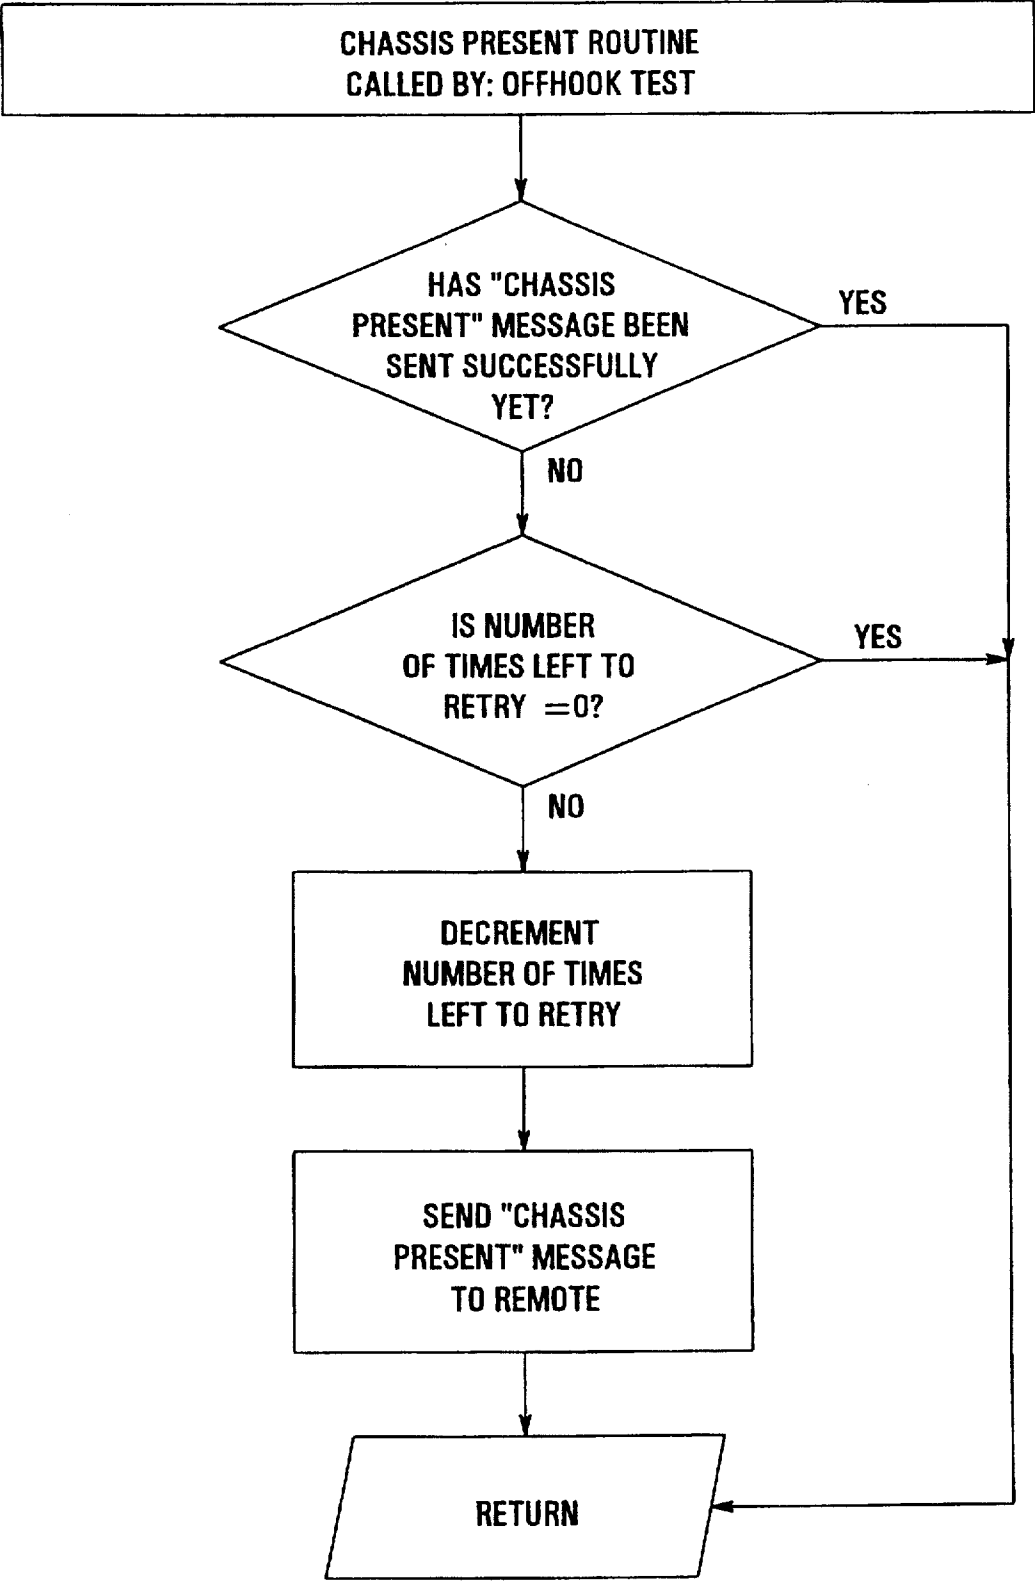 CHASSIS PRESENT ROUTINE
CALLED BY: OFFHOOK TEST
HAS "CHASSIS
PRESENT" MESSAGE BEEN
SENT SUCCESSFULLY
YET?
YES
NO
IS NUMBER
OF TIMES LEFT TO
RETRY =0?
YES
NO
DECREMENT
NUMBER OF TIMES
LEFT TO RETRY
SEND "CHASSIS
PRESENT" MESSAGE
TO REMOTE
RETURN